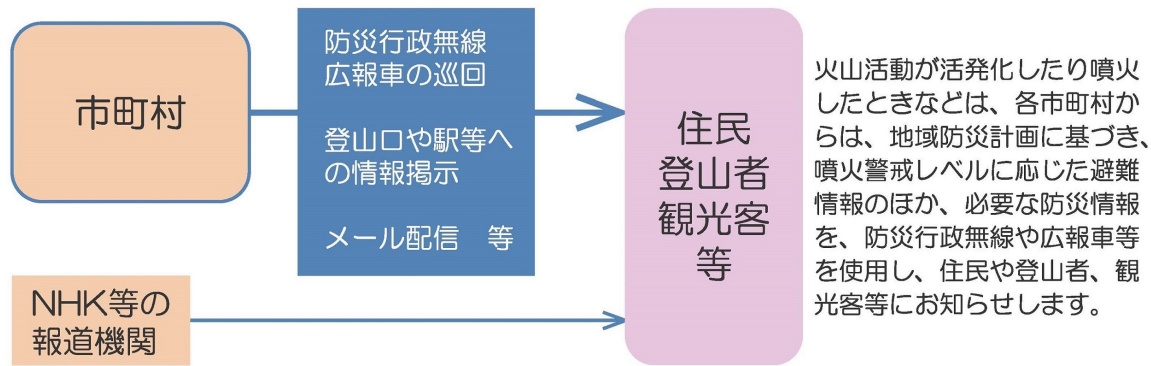 市町村
防災行政無線
広報車の巡回
登山口や駅等へ
の情報掲示
メール配信　等
NHK等の
報道機関
住民
登山者
観光客
等
火山活動が活発化したり噴火
したときなどは、各市町村か
らは、地域防災計画に基づき、
噴火警戒レベルに応じた避難
情報のほか、必要な防災情報
を、防災行政無線や広報車等
を使用し、住民や登山者、観
光客等にお知らせします。